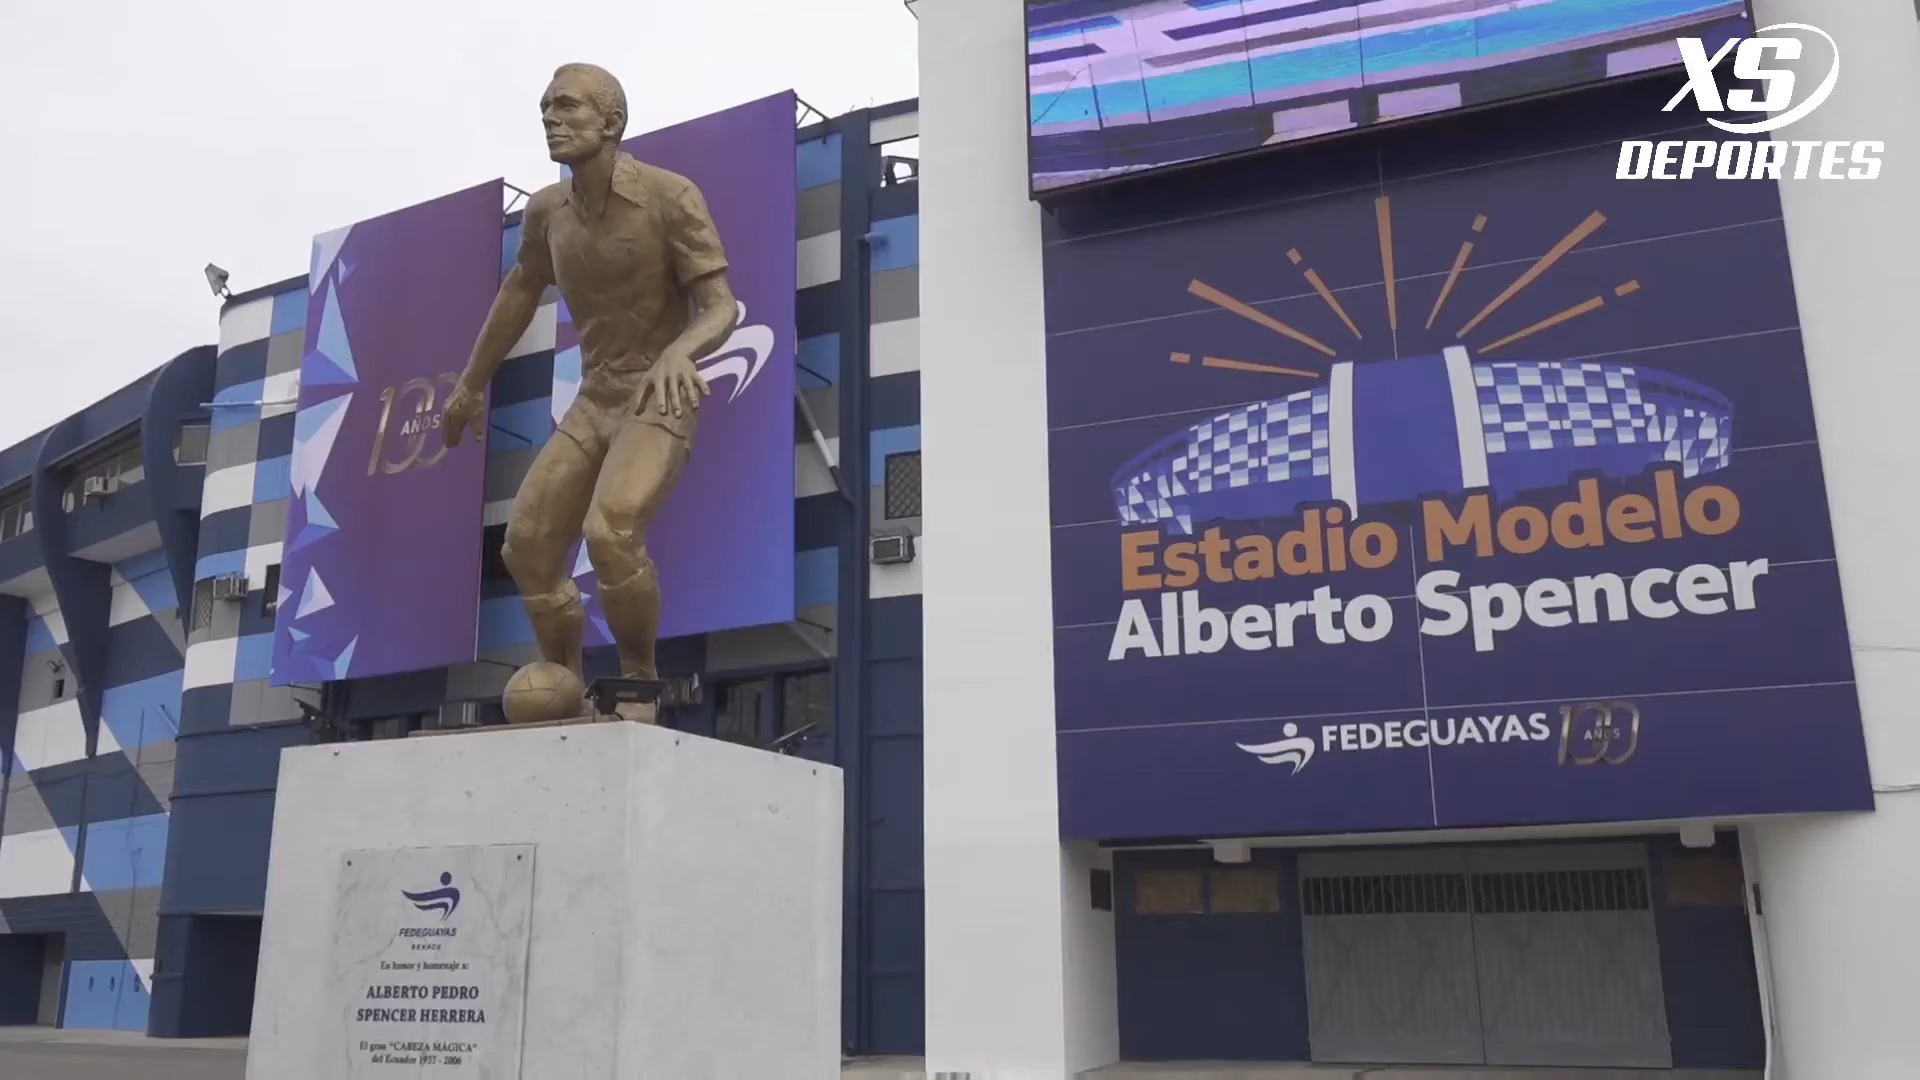 XS
DEPORTES
100
AÑOS
Estadio Modelo
Alberto Spencer
FEDEGUAYAS 100
AÑOS
FEDEGUAYAS
En honor y homenaje a:
ALBERTO PEDRO
SPENCER HERRERA
El gran "CABEZA MÁGICA"
del Ecuador 1937 - 2006